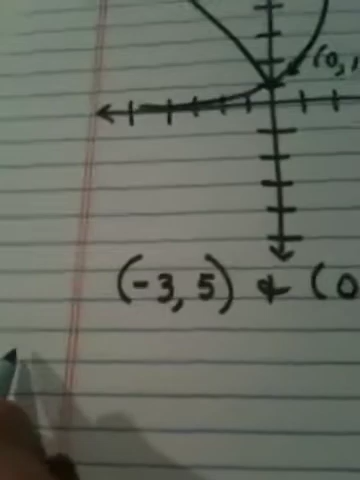 (0,
(-3, 5) & (0